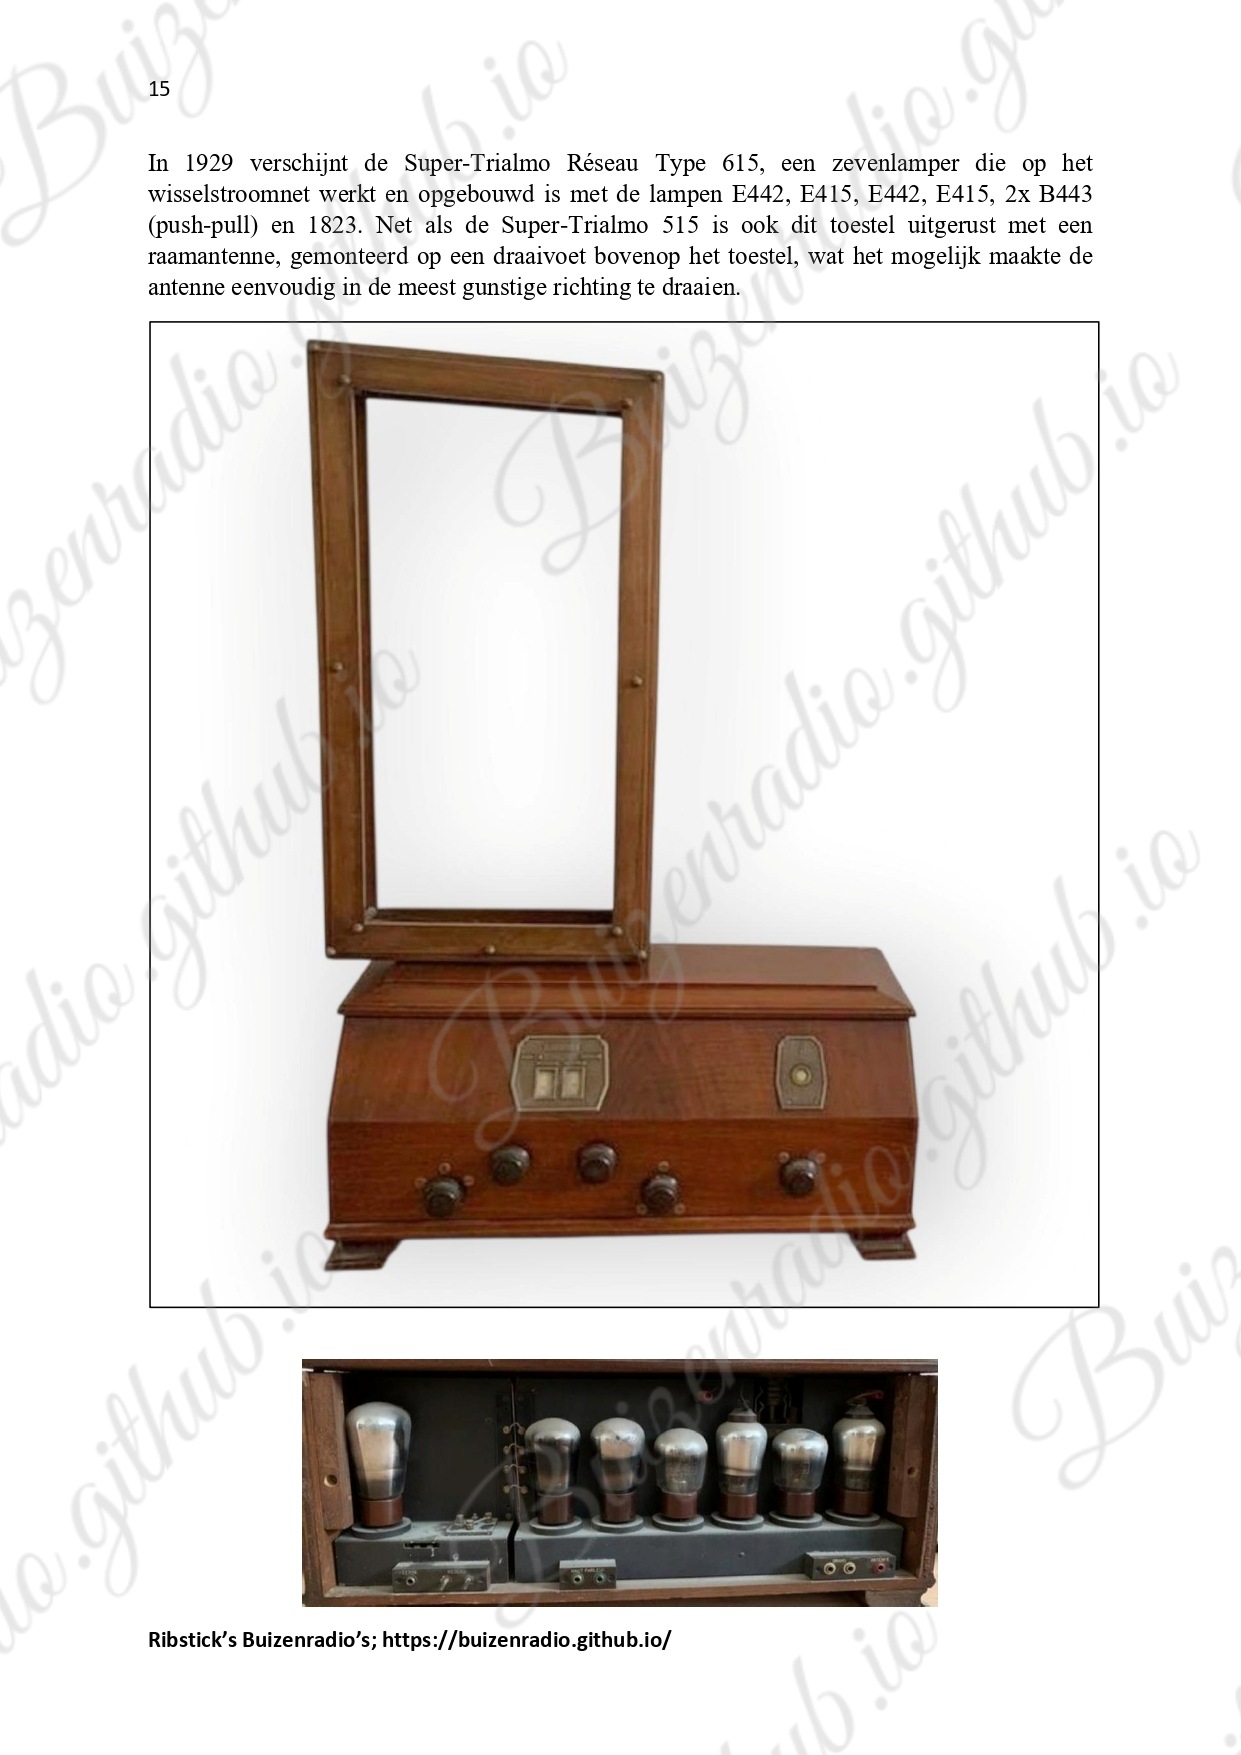 15
In 1929 verschijnt de Super-Trialmo Réseau Type 615, een zevenlamper die op het
wisselstroomnet werkt en opgebouwd is met de lampen E442, E415, E442, E415, 2x B443
(push-pull) en 1823. Net als de Super-Trialmo 515 is ook dit toestel uitgerust met een
raamantenne, gemonteerd op een draaivoet bovenop het toestel, wat het mogelijk maakte de
antenne eenvoudig in de meest gunstige richting te draaien.
Ribstick’s Buizenradio’s; https://buizenradio.github.io/
Buizenradio.github.io